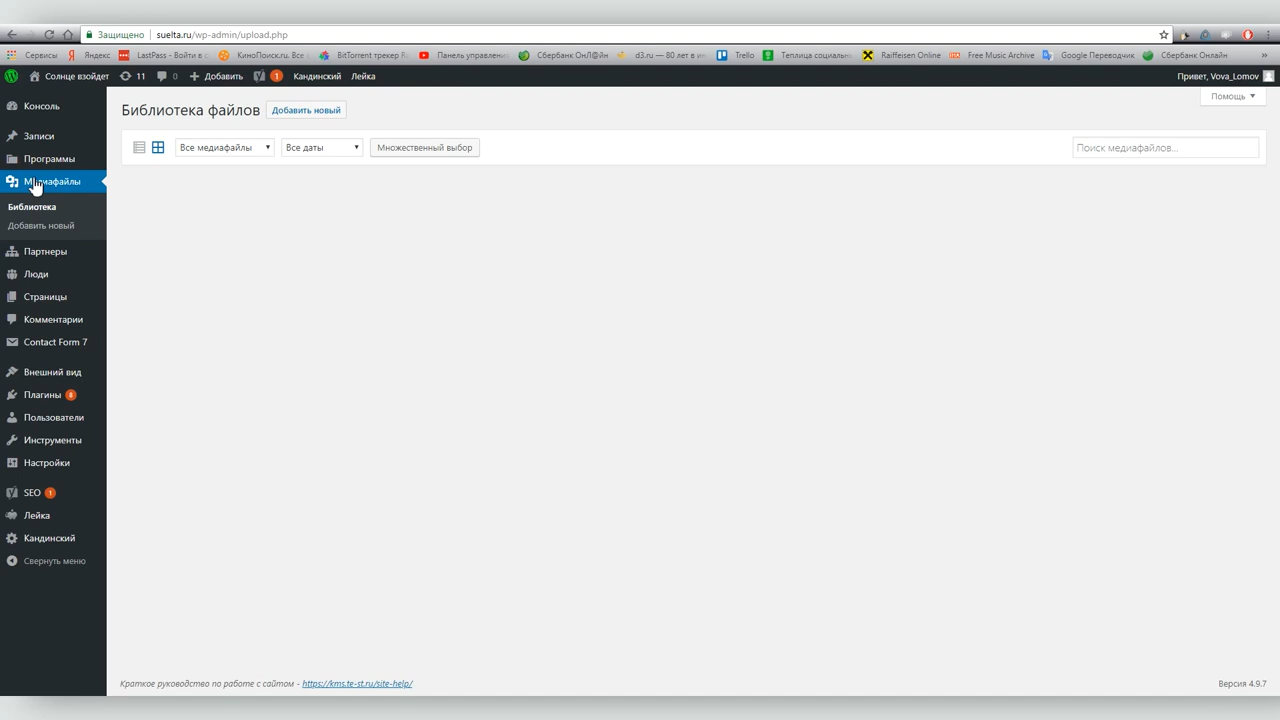 Защищено suelta.ru/wp-admin/upload.php
Сервисы Яндекс LastPass - Войти в с КиноПоиск.ru. Все BitTorrent трекер Панель управления Сбербанк ОнЛ@йн d3.ru — 80 лет в ин Trello Теплица социальн Raiffeisen Online Free Music Archive Google Переводчик Сбербанк Онлайн »
Солнце взойдет 11 0 + Добавить 1 Кандинский Лейка Привет, Vova_Lomov
Помощь
Консоль
Записи
Программы
Медиафайлы
Библиотека
Добавить новый
Партнеры
Люди
Страницы
Комментарии
Contact Form 7
Внешний вид
Плагины 8
Пользователи
Инструменты
Настройки
SEO 1
Лейка
Кандинский
Свернуть меню
Библиотека файлов Добавить новый
Все медиафайлы Все даты Множественный выбор Поиск медиафайлов...
Краткое руководство по работе с сайтом - https://kms.te-st.ru/site-help/ Версия 4.9.7